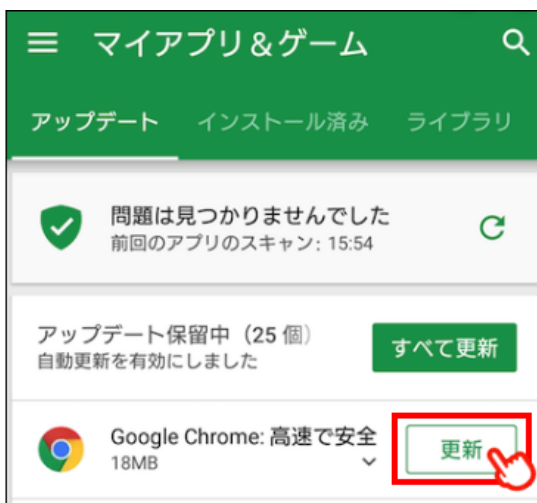 マイアプリ＆ゲーム
アップデート インストール済み ライブラリ
問題は見つかりませんでした
前回のアプリのスキャン: 15:54
アップデート保留中（25 個）
自動更新を有効にしました
すべて更新
Google Chrome: 高速で安全
18MB
更新